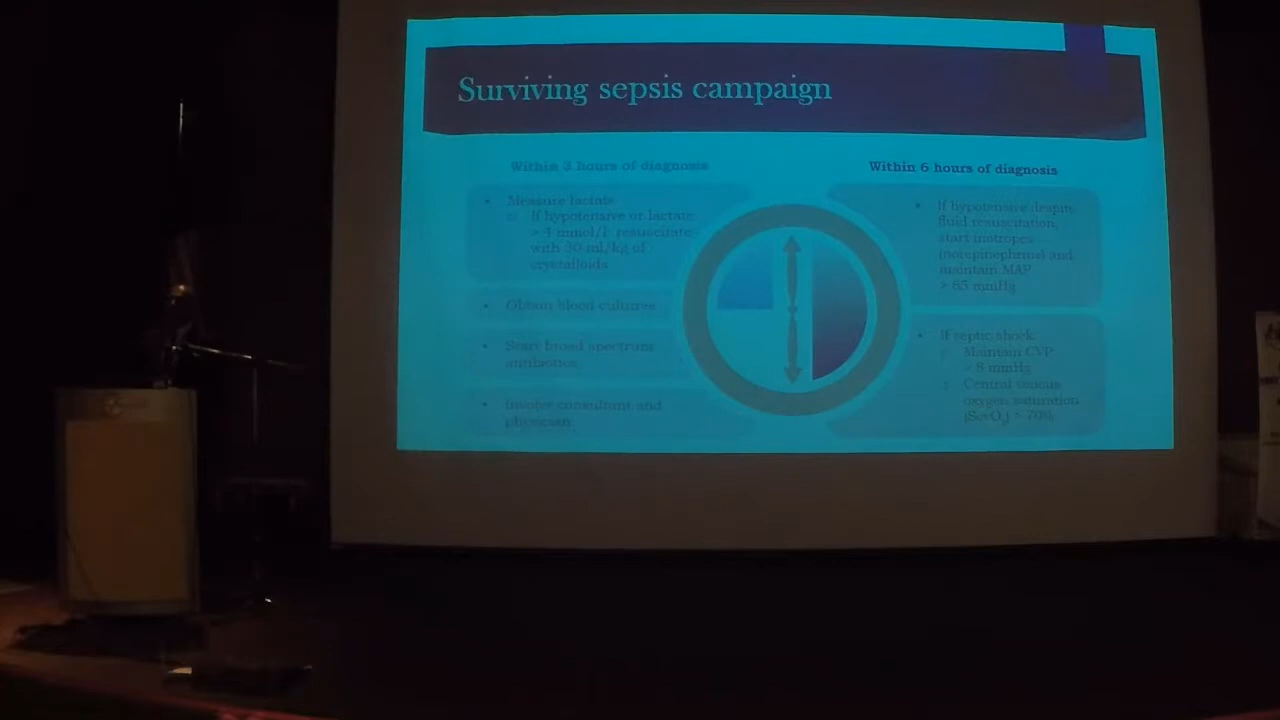 Surviving sepsis campaign
Within 3 hours of diagnosis
• Measure lactate
If hypotensive or lactate
> 4 mmol/l: resuscitate
with 30 ml/kg of
crystalloids
• Obtain blood cultures
• Start broad spectrum
antibiotics
• Involve consultant and
physician
Within 6 hours of diagnosis
• If hypotensive despite
fluid resuscitation,
start inotropes
(norepinephrine) and
maintain MAP
> 65 mmHg
• If septic shock:
Maintain CVP
> 8 mmHg
Central venous
oxygen saturation
(ScvO₂) > 70%